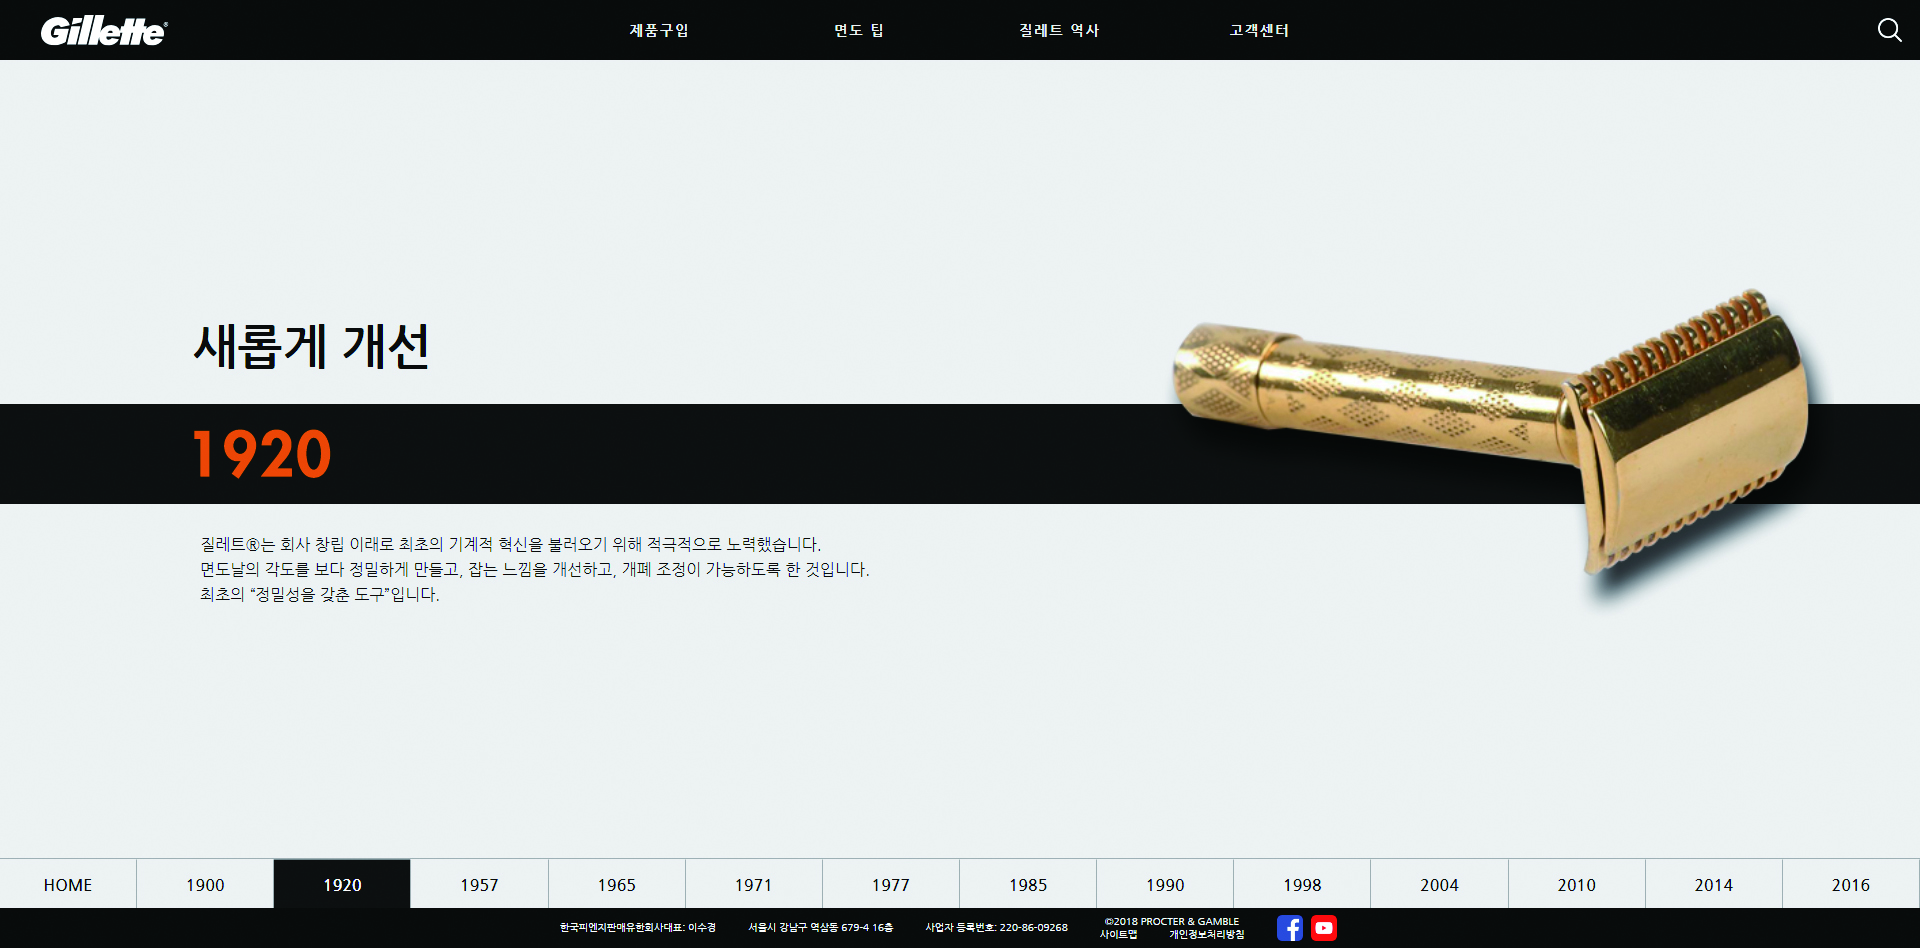 Gillette®
제품구입
면도 팁
질레트 역사
고객센터
새롭게 개선
1920
질레트®는 회사 창립 이래로 최초의 기계적 혁신을 불러오기 위해 적극적으로 노력했습니다.
면도날의 각도를 보다 정밀하게 만들고, 잡는 느낌을 개선하고, 개폐 조정이 가능하도록 한 것입니다.
최초의 “정밀성을 갖춘 도구”입니다.
HOME
1900
1920
1957
1965
1971
1977
1985
1990
1998
2004
2010
2014
2016
한국피엔지판매유한회사대표: 이수경
서울시 강남구 역삼동 679-4 16층
사업자 등록번호: 220-86-09268
©2018 PROCTER & GAMBLE
사이트맵
개인정보처리방침